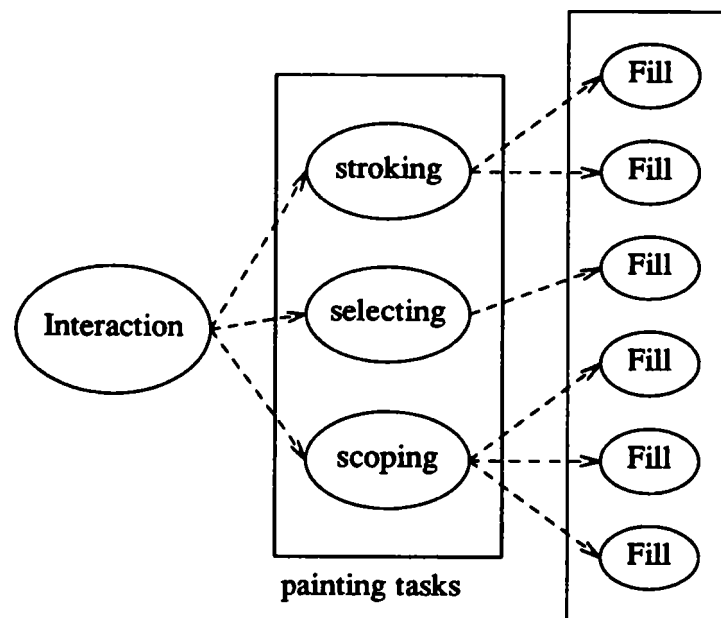 Interaction
stroking
selecting
scoping
painting tasks
Fill
Fill
Fill
Fill
Fill
Fill